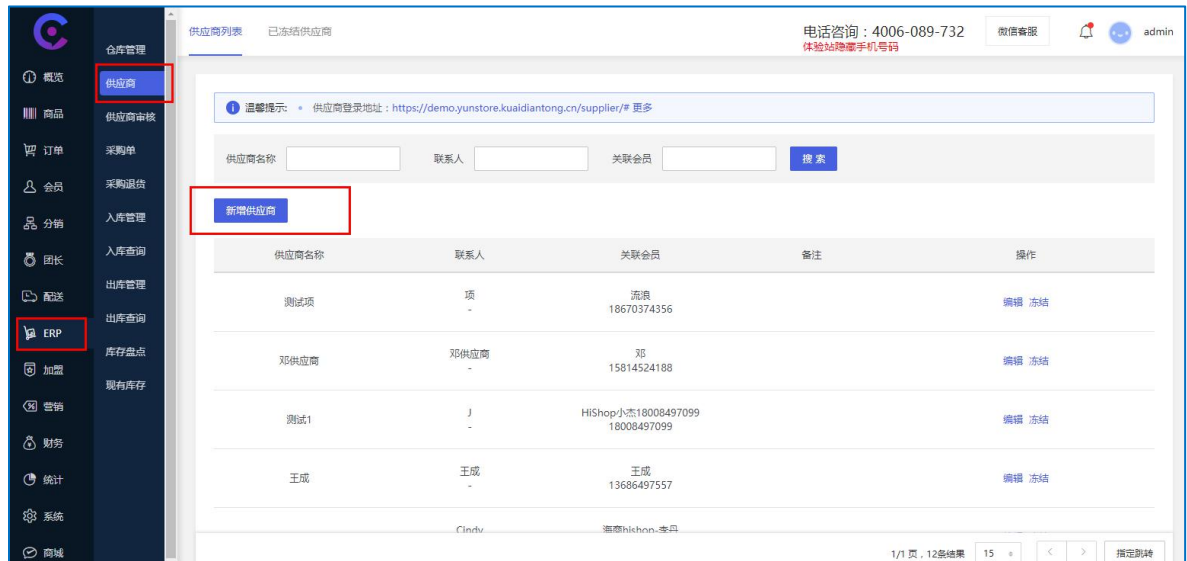 供应商列表 已冻结供应商 电话咨询：4006-089-732 微信客服 admin
体验站隐藏手机号码
仓库管理
概览
供应商
商品
供应商审核
订单
采购单
会员
采购退货
分销
入库管理
团长
入库查询
配送
出库管理
ERP
出库查询
加盟
库存盘点
营销
现有库存
财务
统计
系统
商城
温馨提示: 供应商登录地址：https://demo.yunstore.kuaidiantong.cn/supplier/# 更多
供应商名称 联系人 关联会员 搜 索
新增供应商
供应商名称 联系人 关联会员 备注 操作
测试项 项 流浪 编辑 冻结
- 18670374356
邓供应商 邓供应商 邓 编辑 冻结
- 15814524188
测试1 J HiShop小杰18008497099 编辑 冻结
- 18008497099
王成 王成 王成 编辑 冻结
- 13686497557
Cindy 海商hishop-李丹
1/1 页，12条结果 15 < > 指定跳转